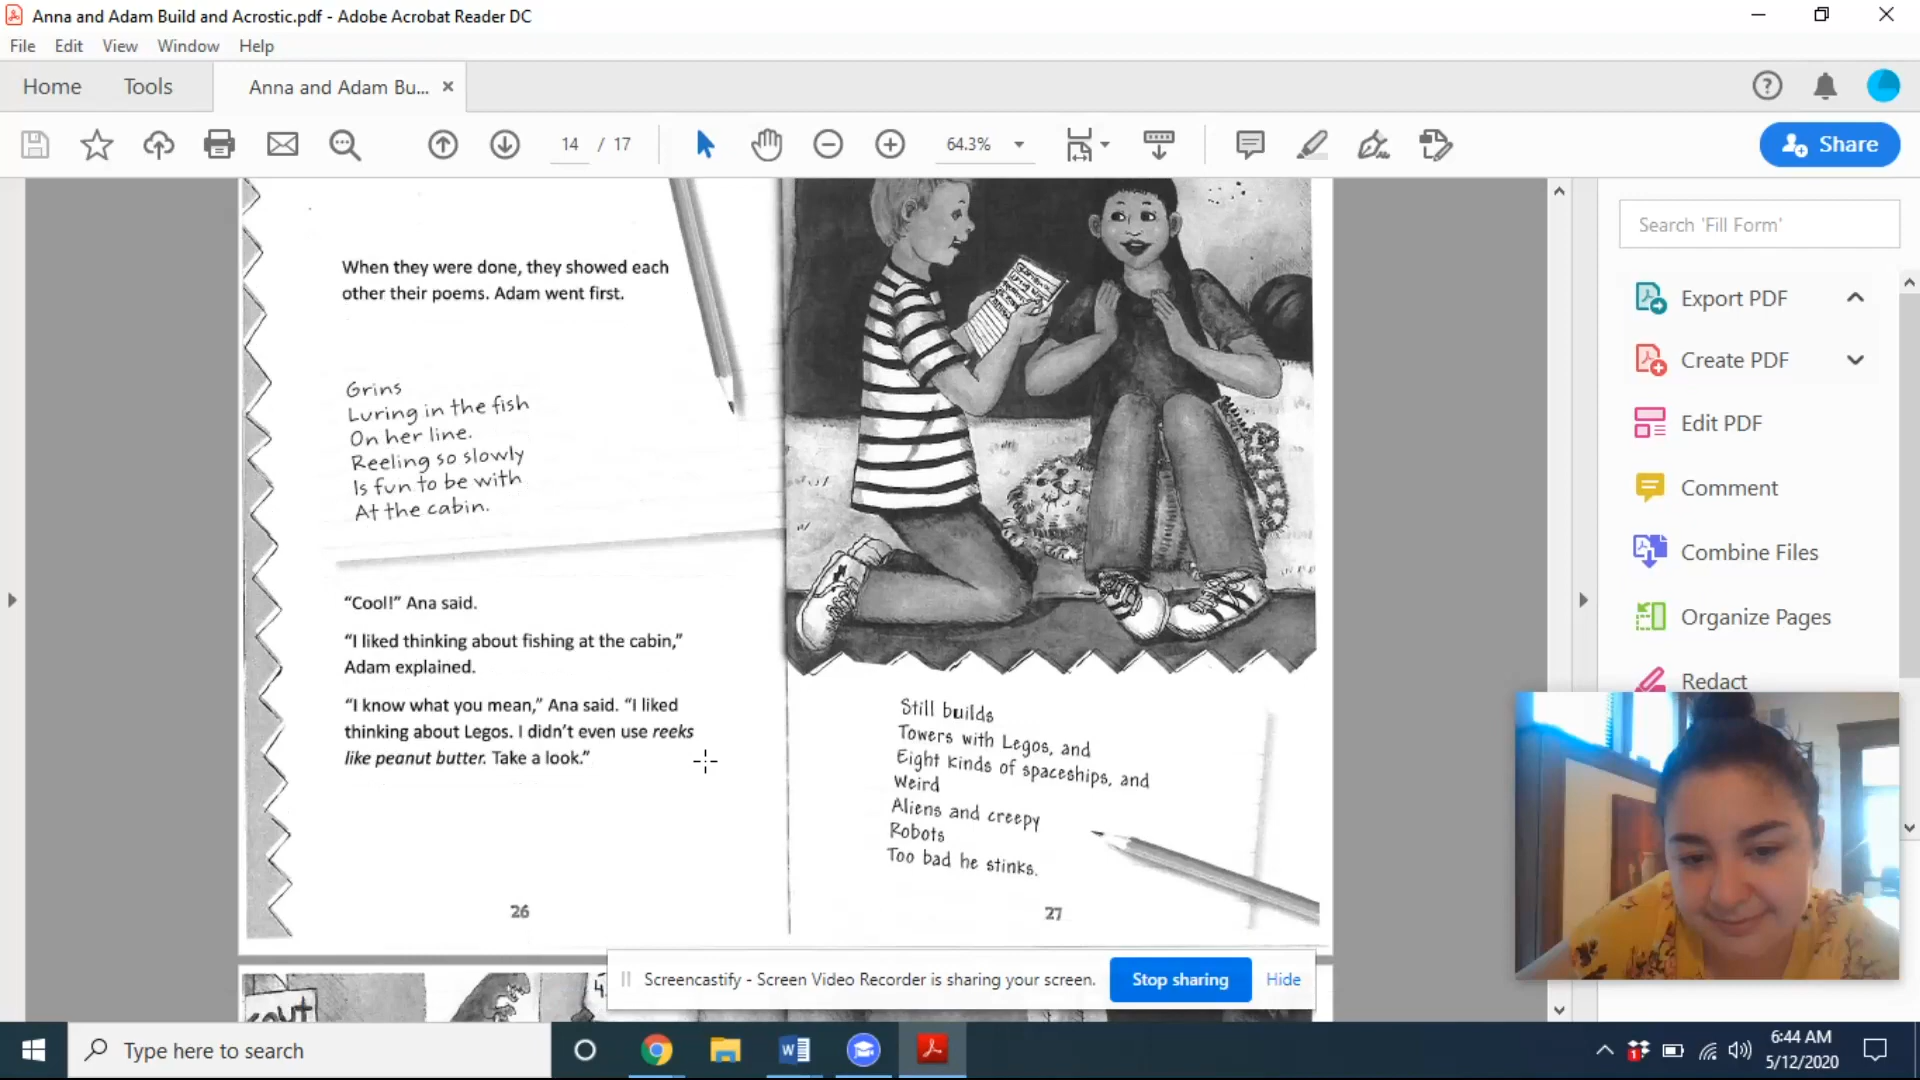 Anna and Adam Build and Acrostic.pdf - Adobe Acrobat Reader DC
File Edit View Window Help
Home Tools Anna and Adam Bu... ×
14 / 17 64.3% Share
When they were done, they showed each
other their poems. Adam went first.
Grins
Luring in the fish
On her line.
Reeling so slowly
Is fun to be with
At the cabin.
“Cool!” Ana said.
“I liked thinking about fishing at the cabin,”
Adam explained.
“I know what you mean,” Ana said. “I liked
thinking about Legos. I didn’t even use reeks
like peanut butter. Take a look.”
26
Still builds
Towers with Legos, and
Eight kinds of spaceships, and
Weird
Aliens and creepy
Robots
Too bad he stinks.
27
4
Search 'Fill Form'
Export PDF
Create PDF
Edit PDF
Comment
Combine Files
Organize Pages
Redact
Screencastify - Screen Video Recorder is sharing your screen. Stop sharing Hide
Type here to search
6:44 AM
5/12/2020